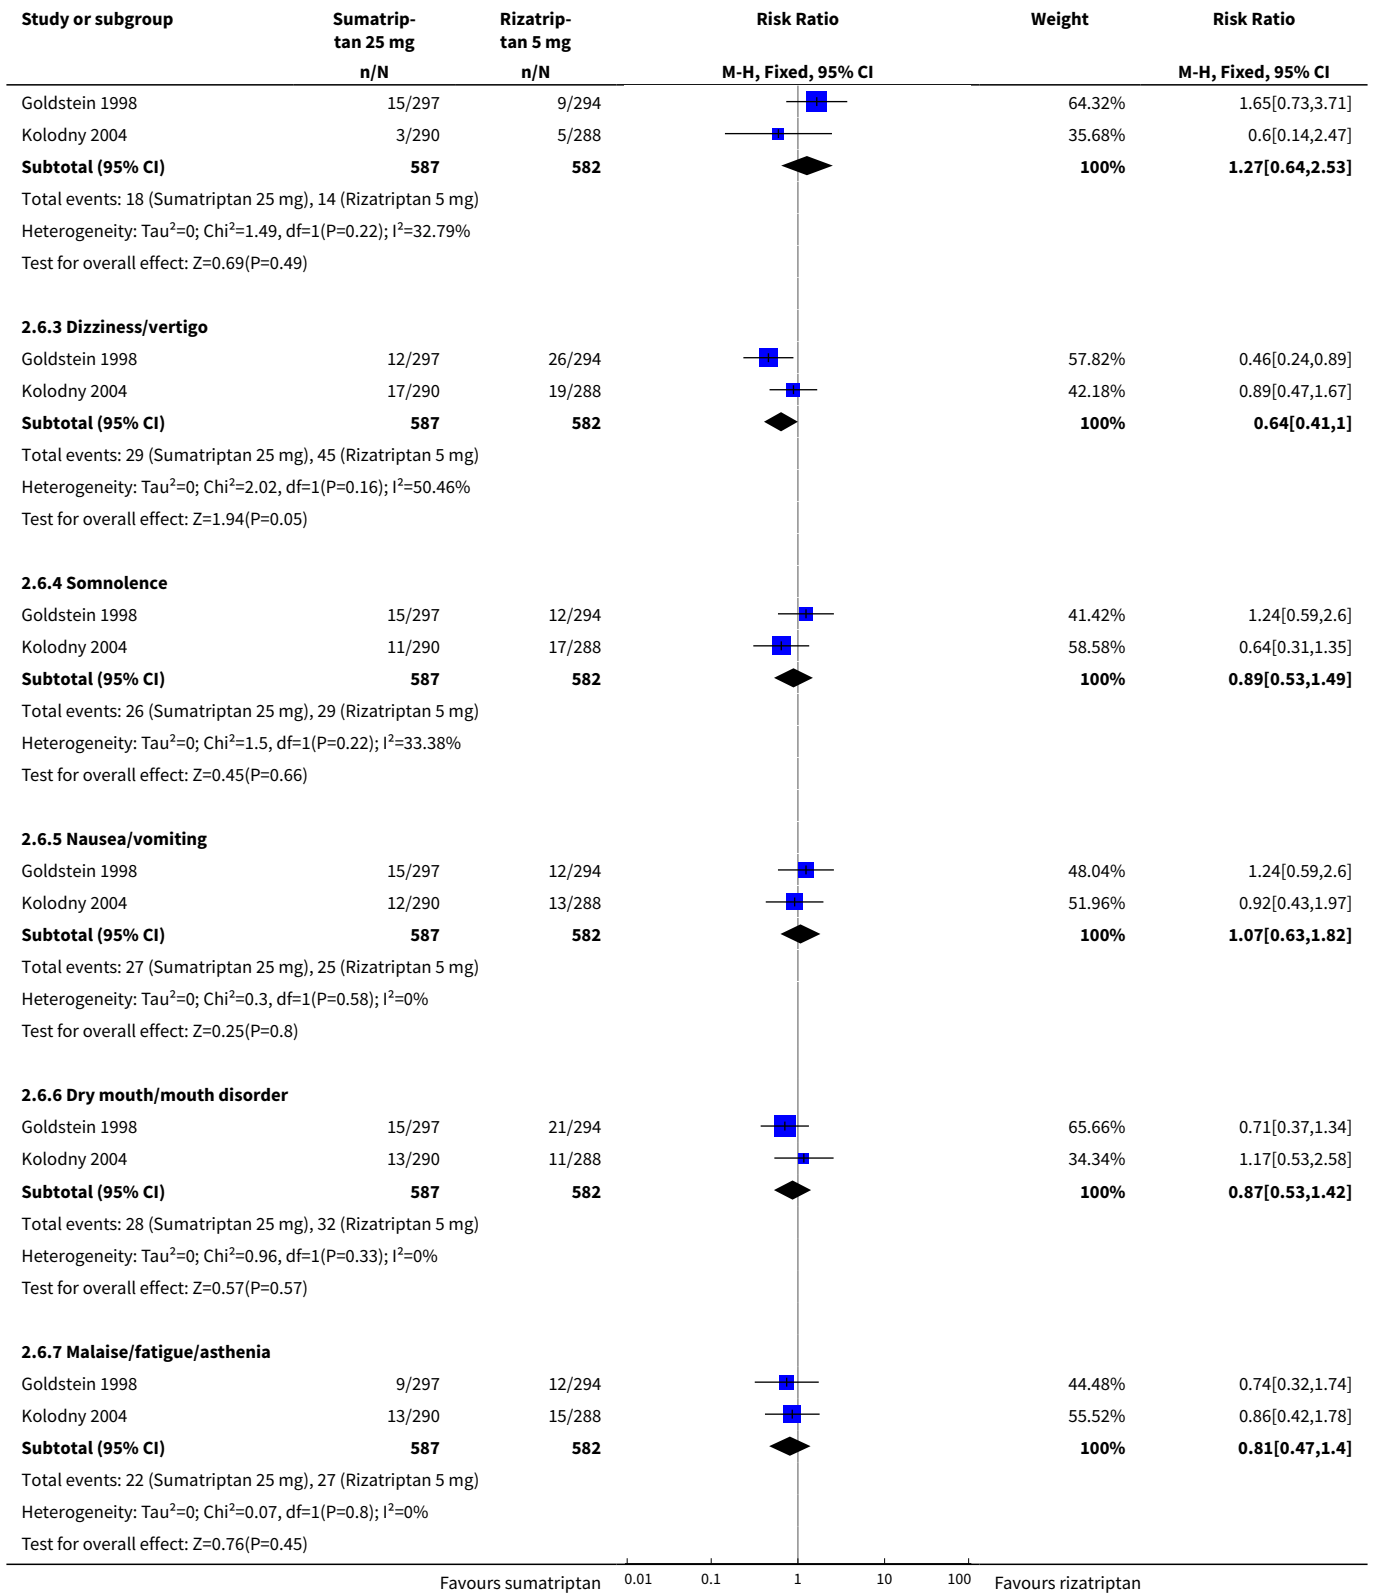 Study or subgroup Sumatrip- Rizatrip- Risk Ratio Weight Risk Ratio
tan 25 mg tan 5 mg
n/N n/N M-H, Fixed, 95% CI M-H, Fixed, 95% CI
Goldstein 1998 15/297 9/294 64.32% 1.65[0.73,3.71]
Kolodny 2004 3/290 5/288 35.68% 0.6[0.14,2.47]
Subtotal (95% CI) 587 582 100% 1.27[0.64,2.53]
Total events: 18 (Sumatriptan 25 mg), 14 (Rizatriptan 5 mg)
Heterogeneity: Tau²=0; Chi²=1.49, df=1(P=0.22); I²=32.79%
Test for overall effect: Z=0.69(P=0.49)
2.6.3 Dizziness/vertigo
Goldstein 1998 12/297 26/294 57.82% 0.46[0.24,0.89]
Kolodny 2004 17/290 19/288 42.18% 0.89[0.47,1.67]
Subtotal (95% CI) 587 582 100% 0.64[0.41,1]
Total events: 29 (Sumatriptan 25 mg), 45 (Rizatriptan 5 mg)
Heterogeneity: Tau²=0; Chi²=2.02, df=1(P=0.16); I²=50.46%
Test for overall effect: Z=1.94(P=0.05)
2.6.4 Somnolence
Goldstein 1998 15/297 12/294 41.42% 1.24[0.59,2.6]
Kolodny 2004 11/290 17/288 58.58% 0.64[0.31,1.35]
Subtotal (95% CI) 587 582 100% 0.89[0.53,1.49]
Total events: 26 (Sumatriptan 25 mg), 29 (Rizatriptan 5 mg)
Heterogeneity: Tau²=0; Chi²=1.5, df=1(P=0.22); I²=33.38%
Test for overall effect: Z=0.45(P=0.66)
2.6.5 Nausea/vomiting
Goldstein 1998 15/297 12/294 48.04% 1.24[0.59,2.6]
Kolodny 2004 12/290 13/288 51.96% 0.92[0.43,1.97]
Subtotal (95% CI) 587 582 100% 1.07[0.63,1.82]
Total events: 27 (Sumatriptan 25 mg), 25 (Rizatriptan 5 mg)
Heterogeneity: Tau²=0; Chi²=0.3, df=1(P=0.58); I²=0%
Test for overall effect: Z=0.25(P=0.8)
2.6.6 Dry mouth/mouth disorder
Goldstein 1998 15/297 21/294 65.66% 0.71[0.37,1.34]
Kolodny 2004 13/290 11/288 34.34% 1.17[0.53,2.58]
Subtotal (95% CI) 587 582 100% 0.87[0.53,1.42]
Total events: 28 (Sumatriptan 25 mg), 32 (Rizatriptan 5 mg)
Heterogeneity: Tau²=0; Chi²=0.96, df=1(P=0.33); I²=0%
Test for overall effect: Z=0.57(P=0.57)
2.6.7 Malaise/fatigue/asthenia
Goldstein 1998 9/297 12/294 44.48% 0.74[0.32,1.74]
Kolodny 2004 13/290 15/288 55.52% 0.86[0.42,1.78]
Subtotal (95% CI) 587 582 100% 0.81[0.47,1.4]
Total events: 22 (Sumatriptan 25 mg), 27 (Rizatriptan 5 mg)
Heterogeneity: Tau²=0; Chi²=0.07, df=1(P=0.8); I²=0%
Test for overall effect: Z=0.76(P=0.45)
Favours sumatriptan 0.01 0.1 1 10 100 Favours rizatriptan